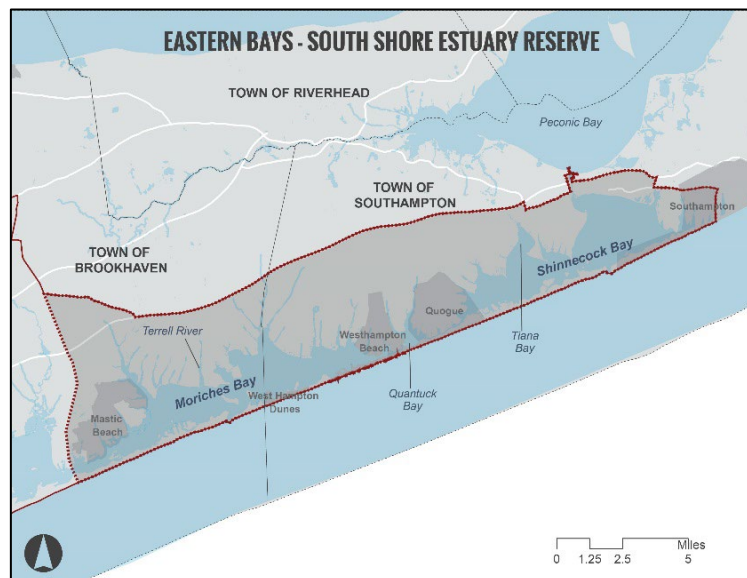 EASTERN BAYS - SOUTH SHORE ESTUARY RESERVE
TOWN OF RIVERHEAD
Peconic Bay
TOWN OF
SOUTHAMPTON
Southampton
TOWN OF
BROOKHAVEN
Shinnecock Bay
Quogue
Terrell River
Westhampton
Beach
Tiana
Bay
Moriches Bay
West Hampton
Dunes
Quantuck
Bay
Mastic
Beach
Miles
0 1.25 2.5 5